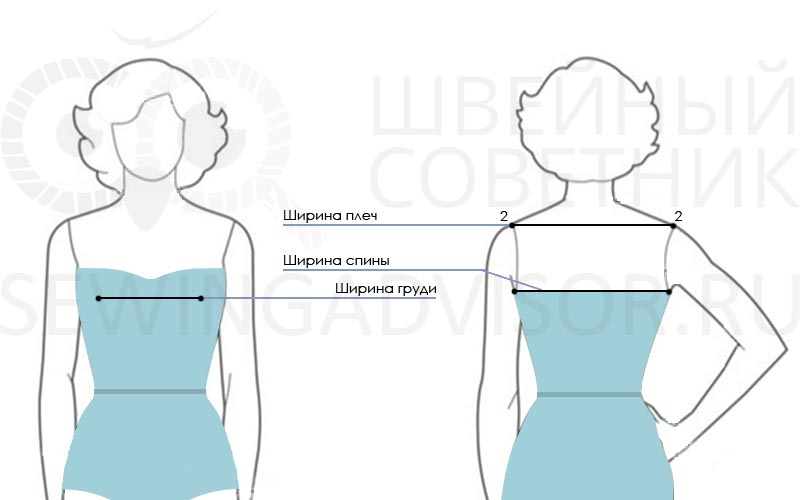 ШВЕЙНЫЙ
СОВЕТНИК
Ширина плеч
2
2
Ширина спины
Ширина груди
SEWINGADVISOR.RU